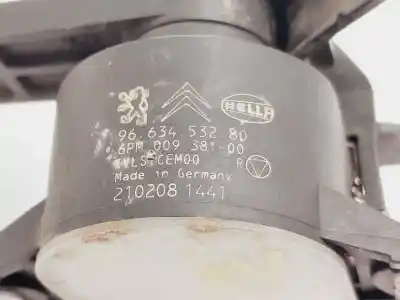 HELLA
96 634 532 80
6PM 009 381-00
Made in Germany
210208 1441